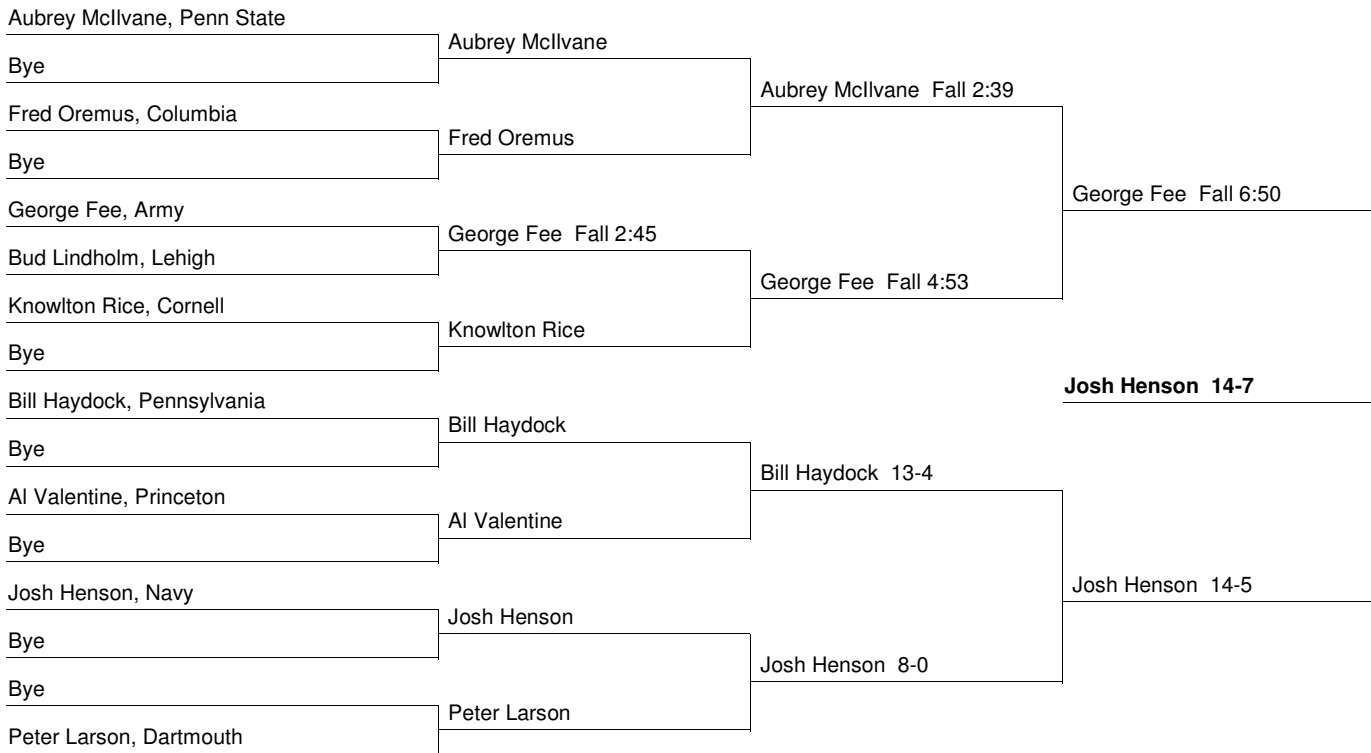 Aubrey McIlvane, Penn State
Bye
Fred Oremus, Columbia
Bye
George Fee, Army
Bud Lindholm, Lehigh
Knowlton Rice, Cornell
Bye
Bill Haydock, Pennsylvania
Bye
Al Valentine, Princeton
Bye
Josh Henson, Navy
Bye
Bye
Peter Larson, Dartmouth
Aubrey McIlvane
Fred Oremus
George Fee Fall 2:45
Knowlton Rice
Bill Haydock
Al Valentine
Josh Henson
Peter Larson
Aubrey McIlvane Fall 2:39
George Fee Fall 4:53
Bill Haydock 13-4
Josh Henson 8-0
George Fee Fall 6:50
Josh Henson 14-7
Josh Henson 14-5